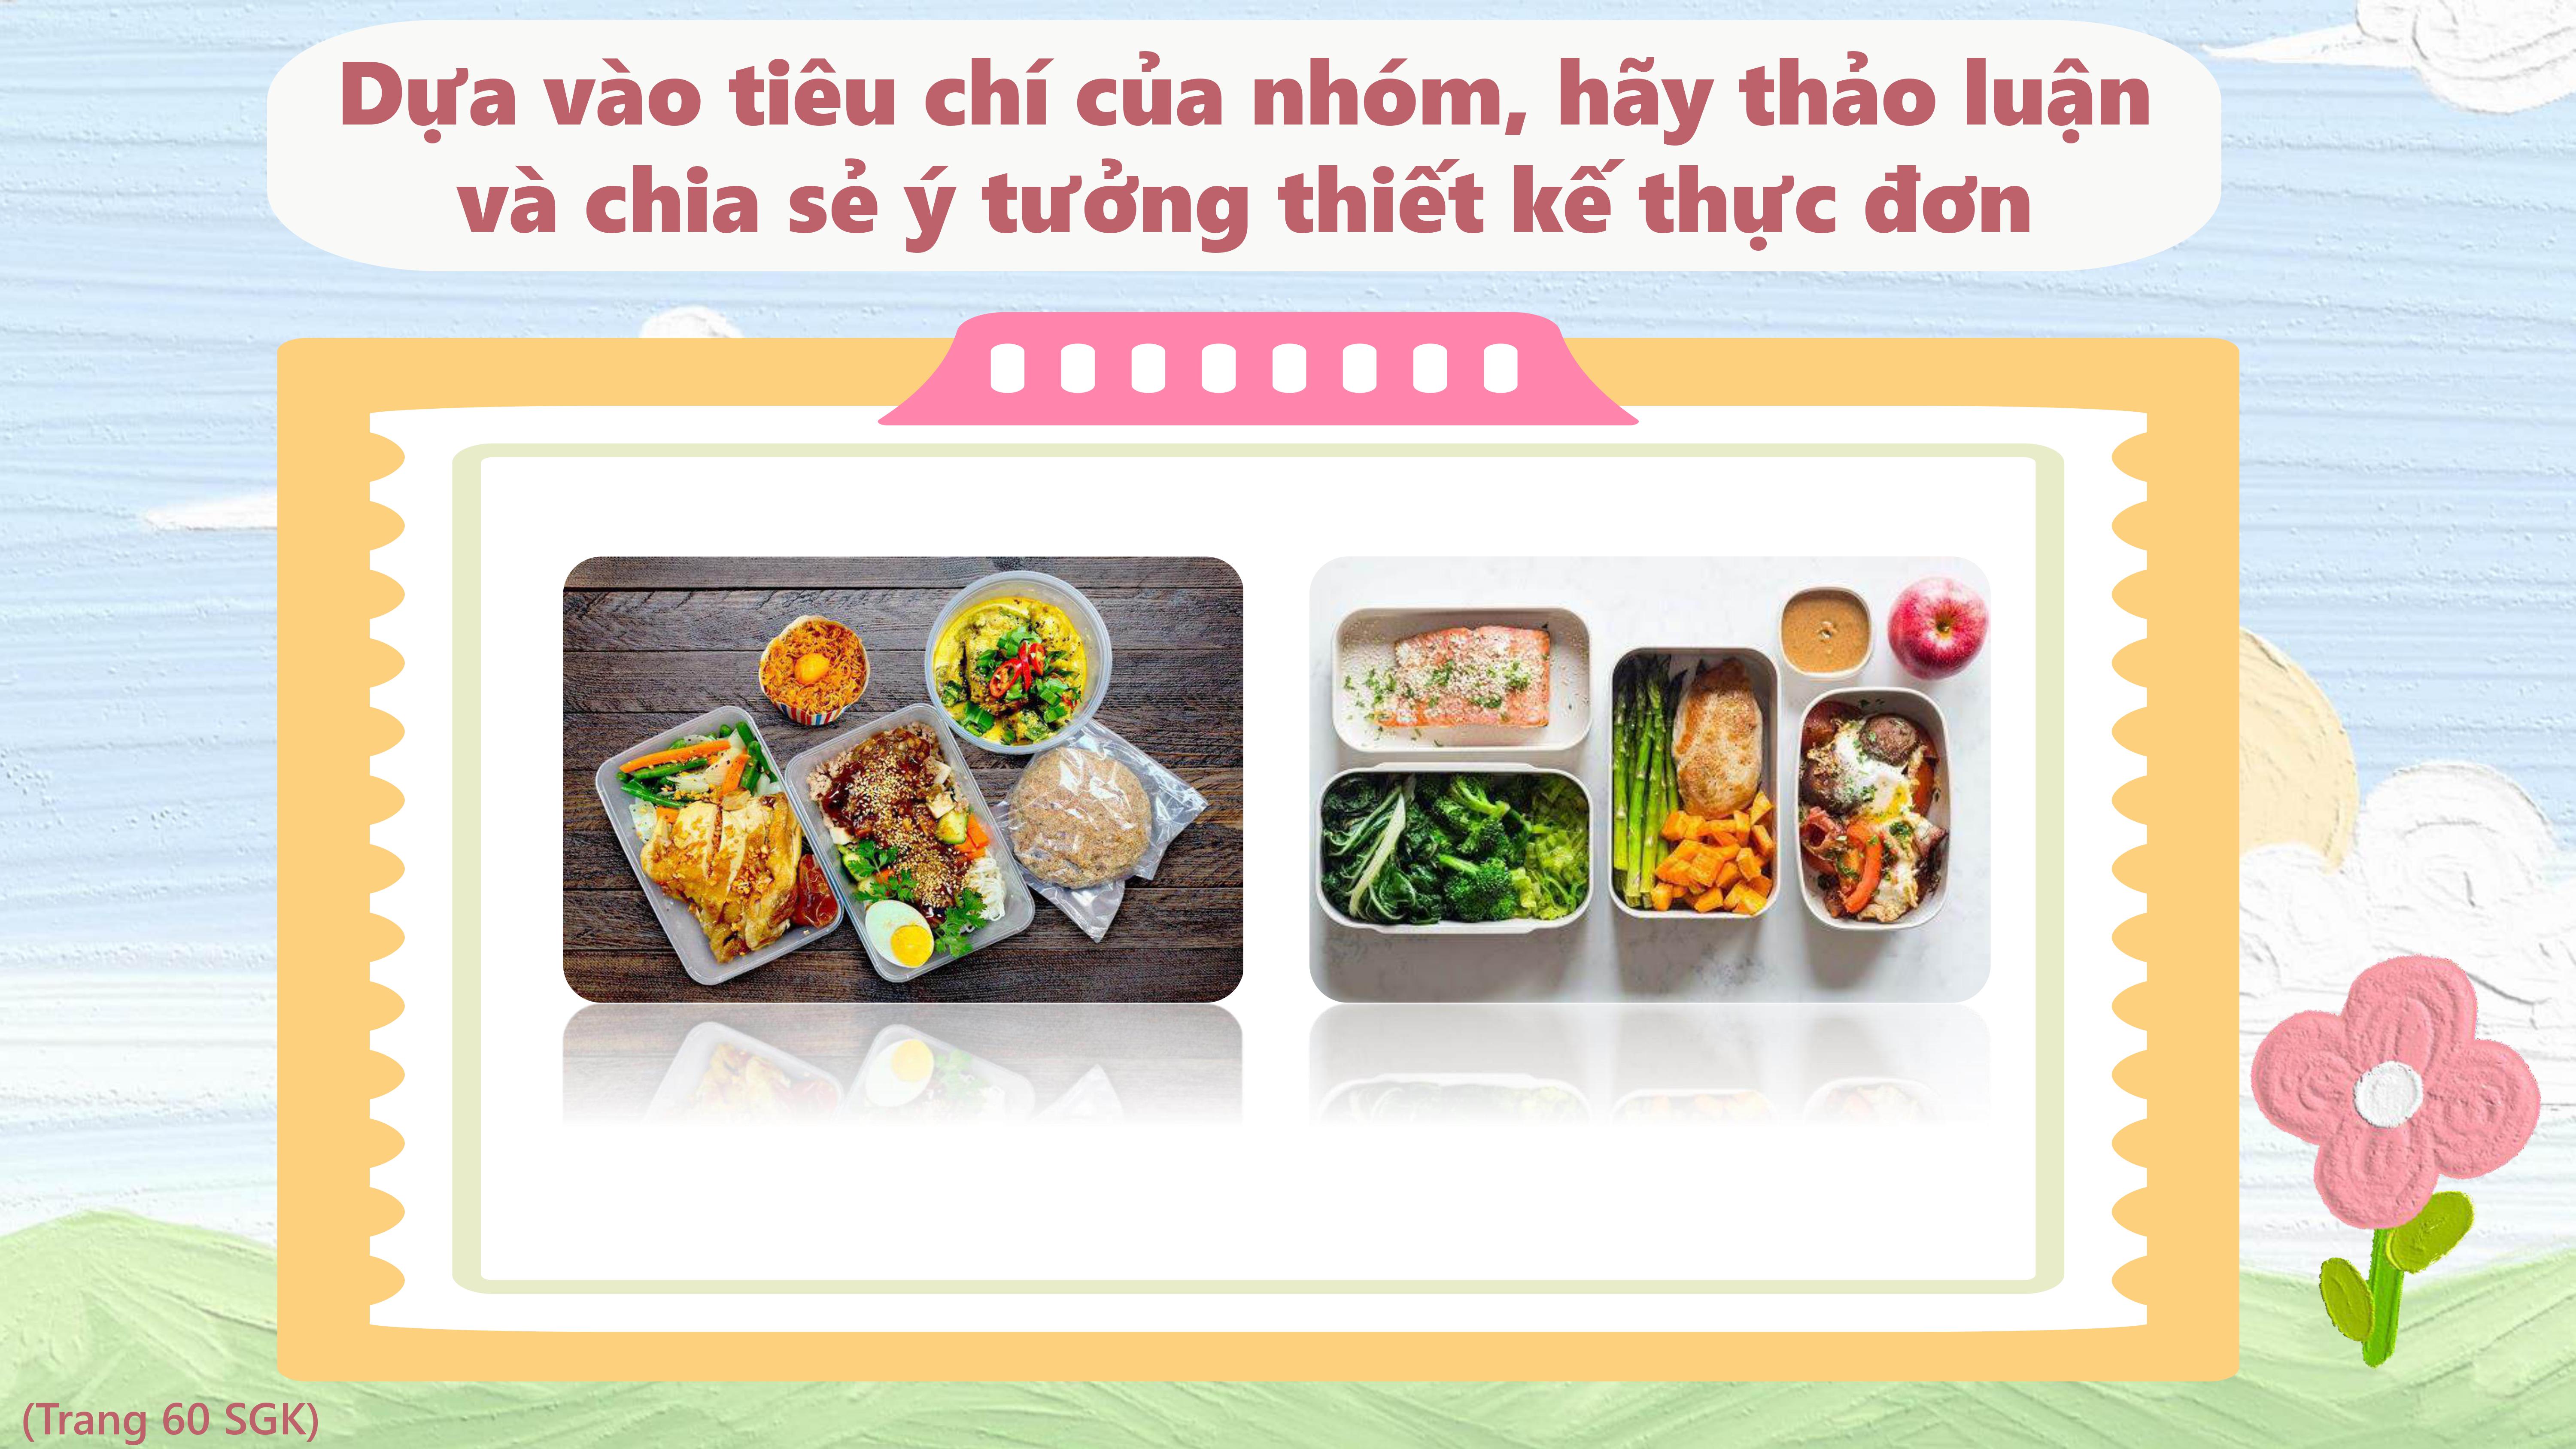 Dựa vào tiêu chí của nhóm, hãy thảo luận
và chia sẻ ý tưởng thiết kế thực đơn
(Trang 60 SGK)